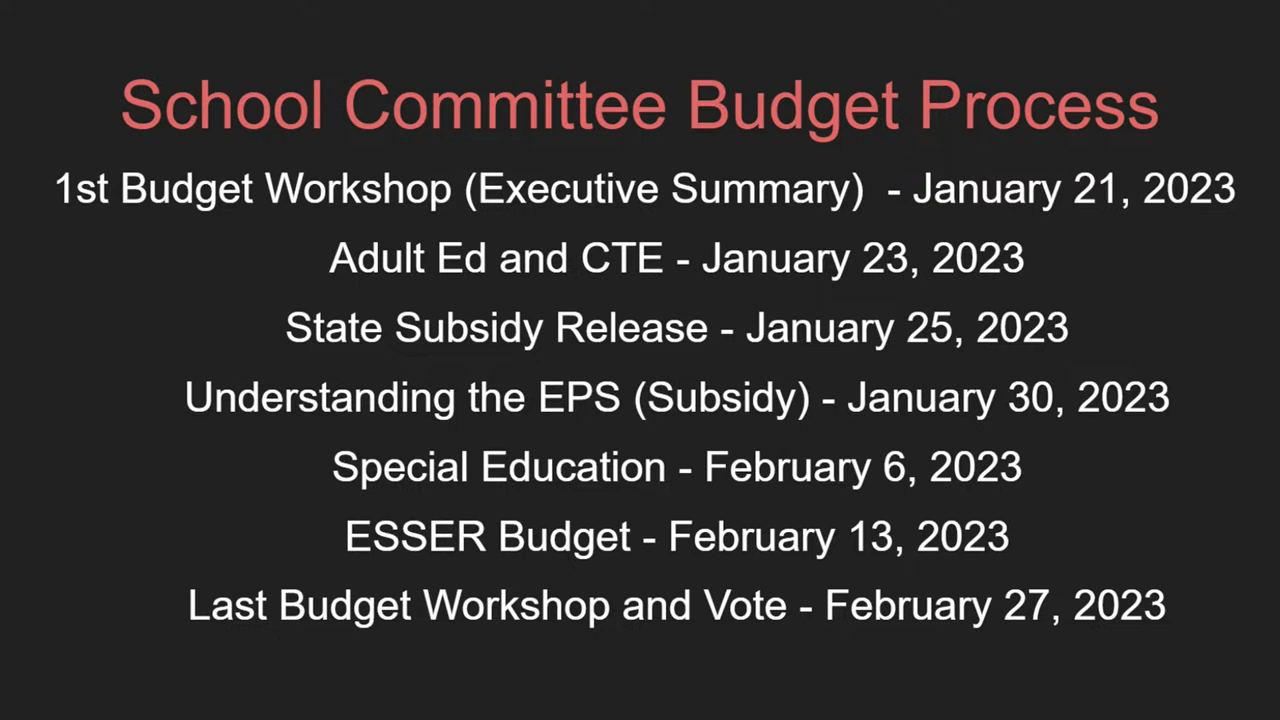 School Committee Budget Process
1st Budget Workshop (Executive Summary)  - January 21, 2023
Adult Ed and CTE - January 23, 2023
State Subsidy Release - January 25, 2023
Understanding the EPS (Subsidy) - January 30, 2023
Special Education - February 6, 2023
ESSER Budget - February 13, 2023
Last Budget Workshop and Vote - February 27, 2023